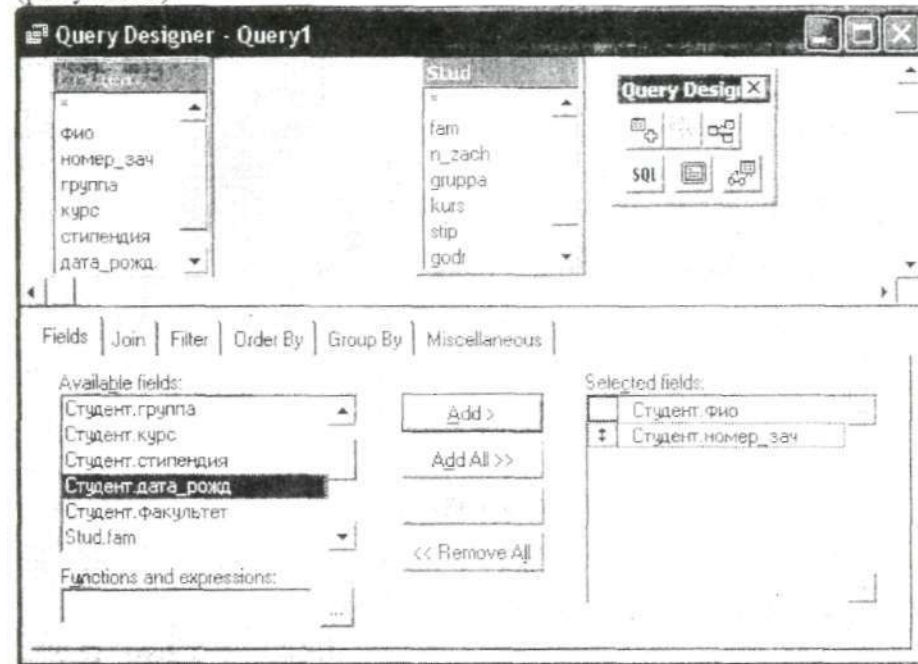 Query Designer - Query1
*
фио
номер_зач
группа
курс
стипендия
дата_рожд.
Stud
*
fam
n_zach
gruppa
kurs
stip
godr
Query Desig
SQL
Fields
Join
Filter
Order By
Group By
Miscellaneous
Available fields:
Студент.группа
Студент.курс
Студент.стипендия
Студент.дата_рожд
Студент.факультет
Stud.fam
Functions and expressions:
...
Add >
Add All >>
<< Remove All
Selected fields:
Студент.фио
Студент.номер_зач